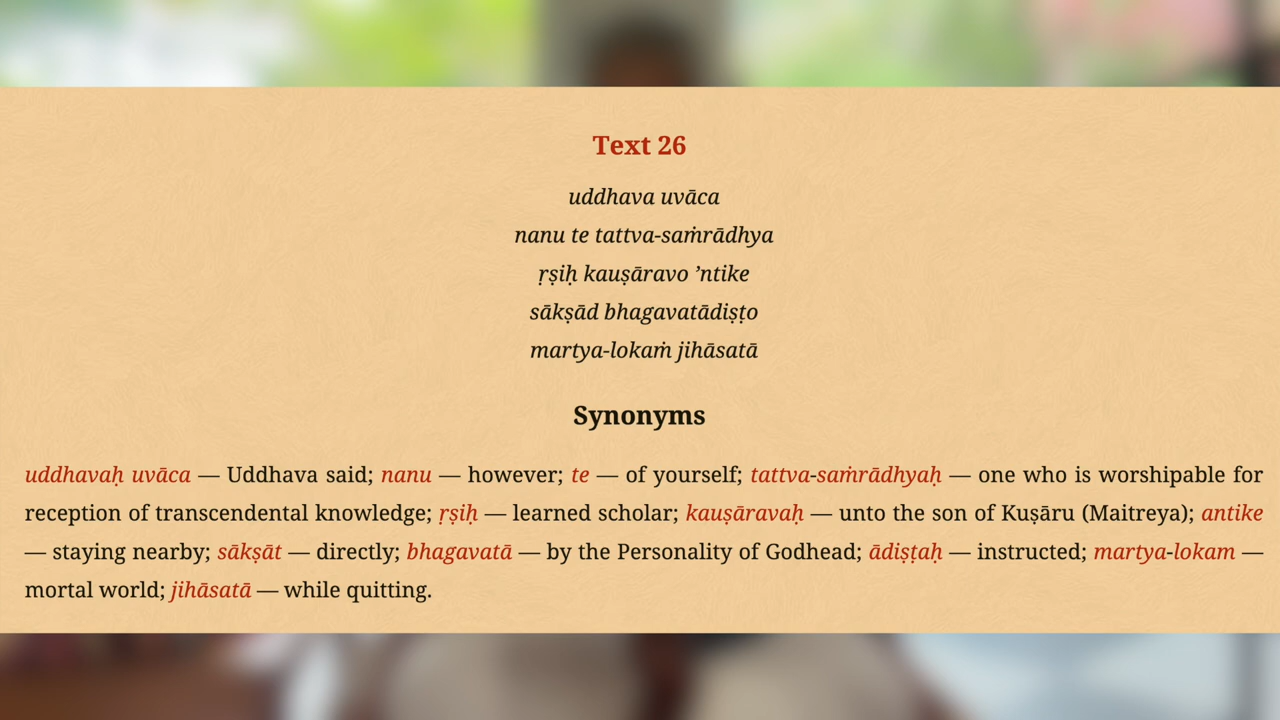 Text 26
uddhava uvāca
nanu te tattva-saṁrādhya
ṛṣiḥ kauṣāravo ’ntike
sākṣād bhagavatādiṣṭo
martya-lokaṁ jihāsatā
Synonyms
uddhavaḥ uvāca — Uddhava said; nanu — however; te — of yourself; tattva-saṁrādhyaḥ — one who is worshipable for
reception of transcendental knowledge; ṛṣiḥ — learned scholar; kauṣāravaḥ — unto the son of Kuṣāru (Maitreya); antike
— staying nearby; sākṣāt — directly; bhagavatā — by the Personality of Godhead; ādiṣṭaḥ — instructed; martya-lokam —
mortal world; jihāsatā — while quitting.